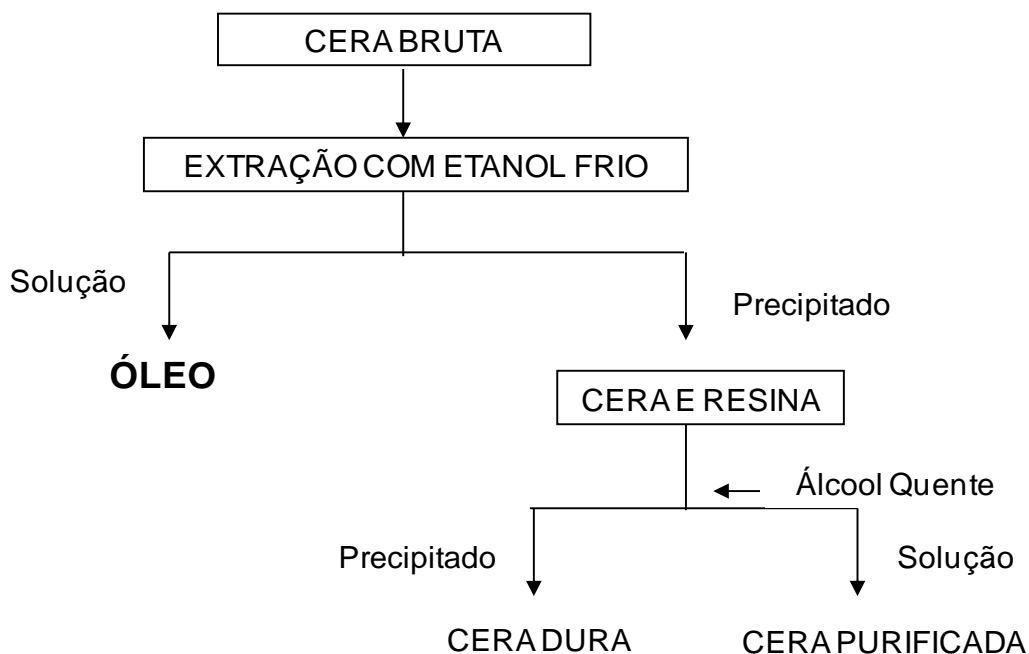 CERA BRUTA
EXTRAÇÃO COM ETANOL FRIO
Solução
Precipitado
ÓLEO
CERA E RESINA
Álcool Quente
Precipitado
Solução
CERA DURA
CERA PURIFICADA